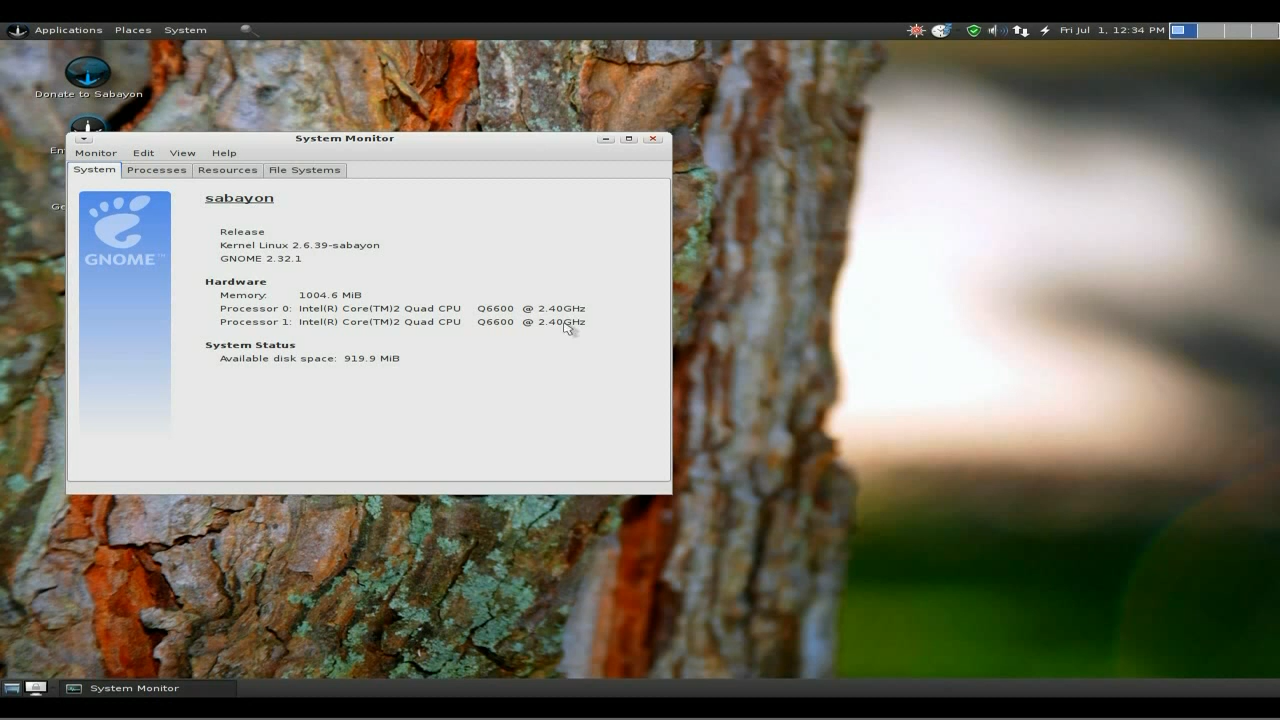 Applications Places System
Fri Jul 1, 12:34 PM
Donate to Sabayon
System Monitor
Monitor Edit View Help
System Processes Resources File Systems
GNOME™
sabayon
Release
Kernel Linux 2.6.39-sabayon
GNOME 2.32.1
Hardware
Memory: 1004.6 MiB
Processor 0: Intel(R) Core(TM)2 Quad CPU Q6600 @ 2.40GHz
Processor 1: Intel(R) Core(TM)2 Quad CPU Q6600 @ 2.40GHz
System Status
Available disk space: 919.9 MiB
System Monitor